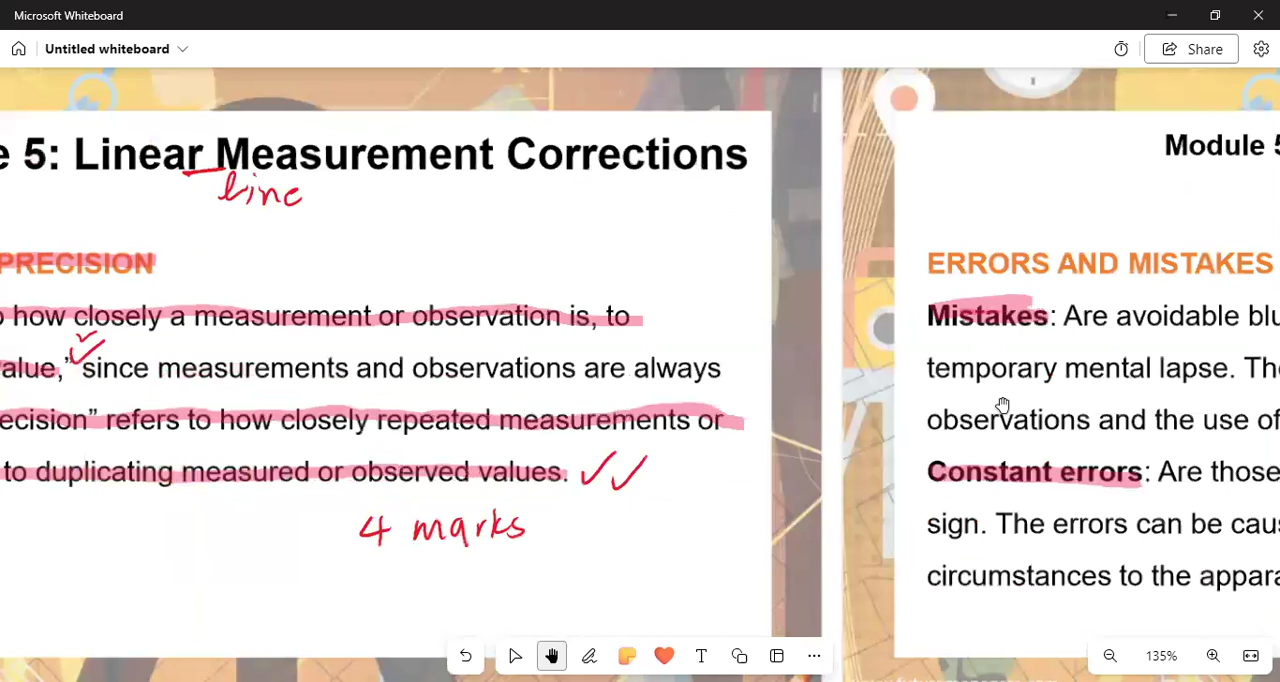 Microsoft Whiteboard
Untitled whiteboard
Share
e 5: Linear Measurement Corrections
line
PRECISION
o how closely a measurement or observation is, to
alue,” since measurements and observations are always
ecision” refers to how closely repeated measurements or
to duplicating measured or observed values.
4 marks
Module 5
ERRORS AND MISTAKES
Mistakes: Are avoidable blu
temporary mental lapse. The
observations and the use of
Constant errors: Are those
sign. The errors can be cau
circumstances to the appara
135%